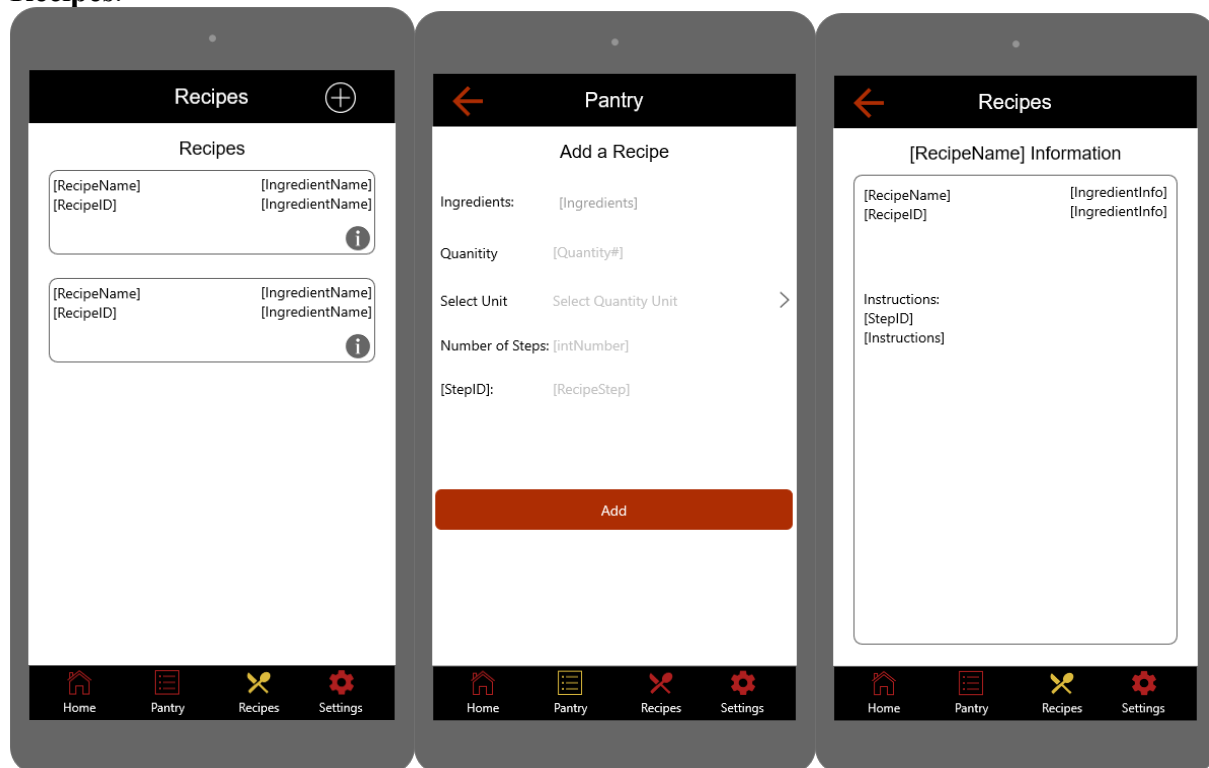 Recipes:
Recipes
Recipes
[RecipeName] [IngredientName]
[RecipeID] [IngredientName]
[RecipeName] [IngredientName]
[RecipeID] [IngredientName]
Home Pantry Recipes Settings
Pantry
Add a Recipe
Ingredients: [Ingredients]
Quanitity [Quantity#]
Select Unit Select Quantity Unit
Number of Steps: [intNumber]
[StepID]: [RecipeStep]
Add
Home Pantry Recipes Settings
Recipes
[RecipeName] Information
[RecipeName] [IngredientInfo]
[RecipeID] [IngredientInfo]
Instructions:
[StepID]
[Instructions]
Home Pantry Recipes Settings